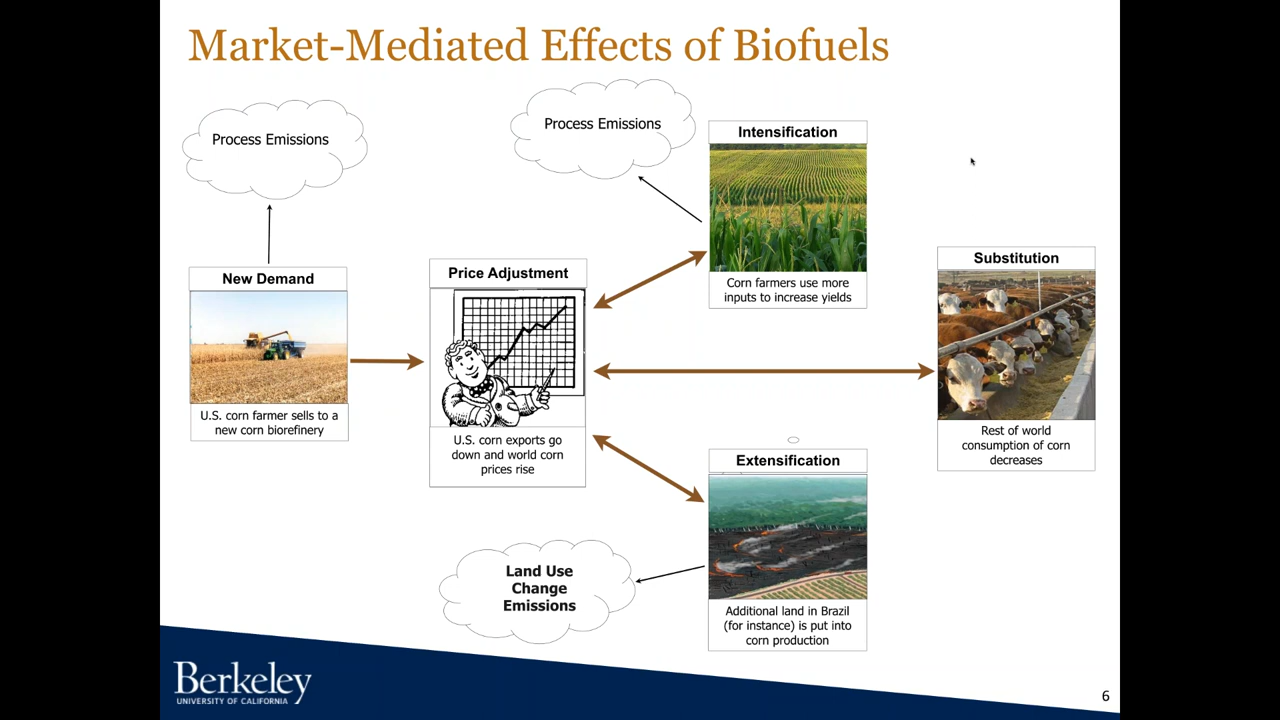 Market-Mediated Effects of Biofuels
Process Emissions
Process Emissions
Intensification
Corn farmers use more
inputs to increase yields
New Demand
U.S. corn farmer sells to a
new corn biorefinery
Price Adjustment
U.S. corn exports go
down and world corn
prices rise
Substitution
Rest of world
consumption of corn
decreases
Extensification
Additional land in Brazil
(for instance) is put into
corn production
Land Use
Change
Emissions
Berkeley
UNIVERSITY OF CALIFORNIA
6